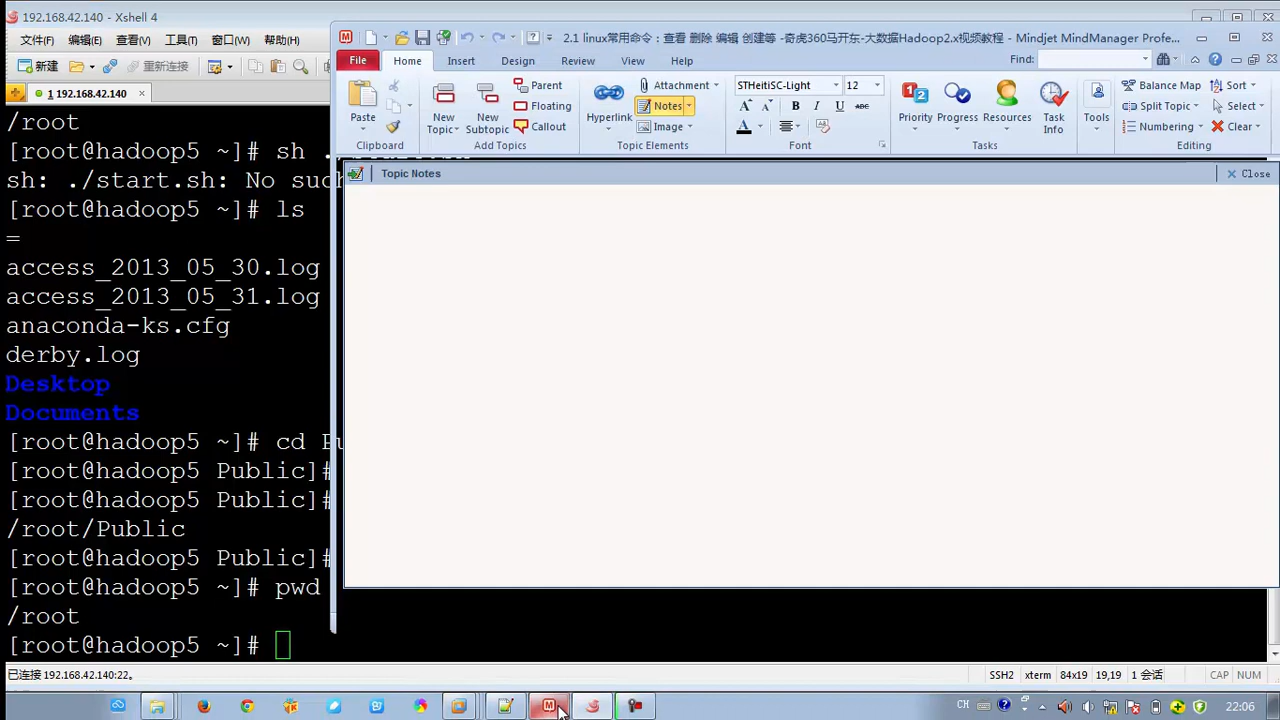 192.168.42.140 - Xshell 4
文件(F) 编辑(E) 查看(V) 工具(T) 窗口(W) 帮助(H)
新建 重新连接
1 192.168.42.140
/root
[root@hadoop5 ~]# sh
sh: ./start.sh: No such
[root@hadoop5 ~]# ls
=
access_2013_05_30.log
access_2013_05_31.log
anaconda-ks.cfg
derby.log
Desktop
Documents
[root@hadoop5 ~]# cd Pu
[root@hadoop5 Public]#
[root@hadoop5 Public]#
/root/Public
[root@hadoop5 Public]#
[root@hadoop5 ~]# pwd
/root
[root@hadoop5 ~]#
2.1 linux常用命令：查看 删除 编辑 创建等 -奇虎360马开东-大数据Hadoop2.x视频教程 - Mindjet MindManager Profe...
File Home Insert Design Review View Help Find:
Paste
Clipboard
New Topic
New Subtopic
Parent
Floating
Callout
Add Topics
Hyperlink
Attachment
Notes
Image
Topic Elements
STHeitiSC-Light 12
B I U ABC
A
Font
Priority Progress Resources Task Info
Tasks
Tools
Balance Map
Split Topic
Numbering
Sort
Select
Clear
Editing
Topic Notes Close
已连接 192.168.42.140:22。 SSH2 xterm 84x19 19,19 1 会话 CAP NUM
CH 22:06